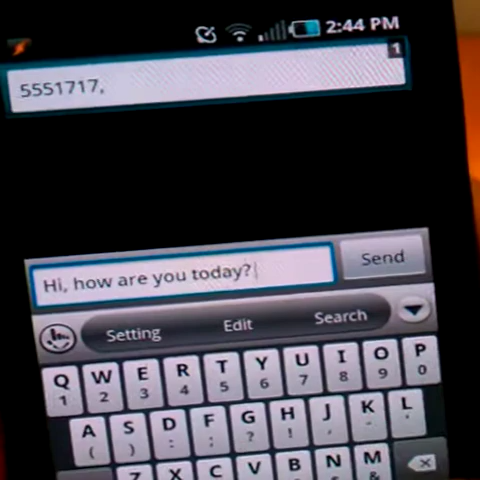 2:44 PM
1
5551717,
Hi, how are you today?
Send
Setting Edit Search
Q W E R T Y U I O P
1 2 3 4 5 6 7 8 9 0
A S D F G H J K L
( ) : ; ? ! , - '
Z X C V B N M &